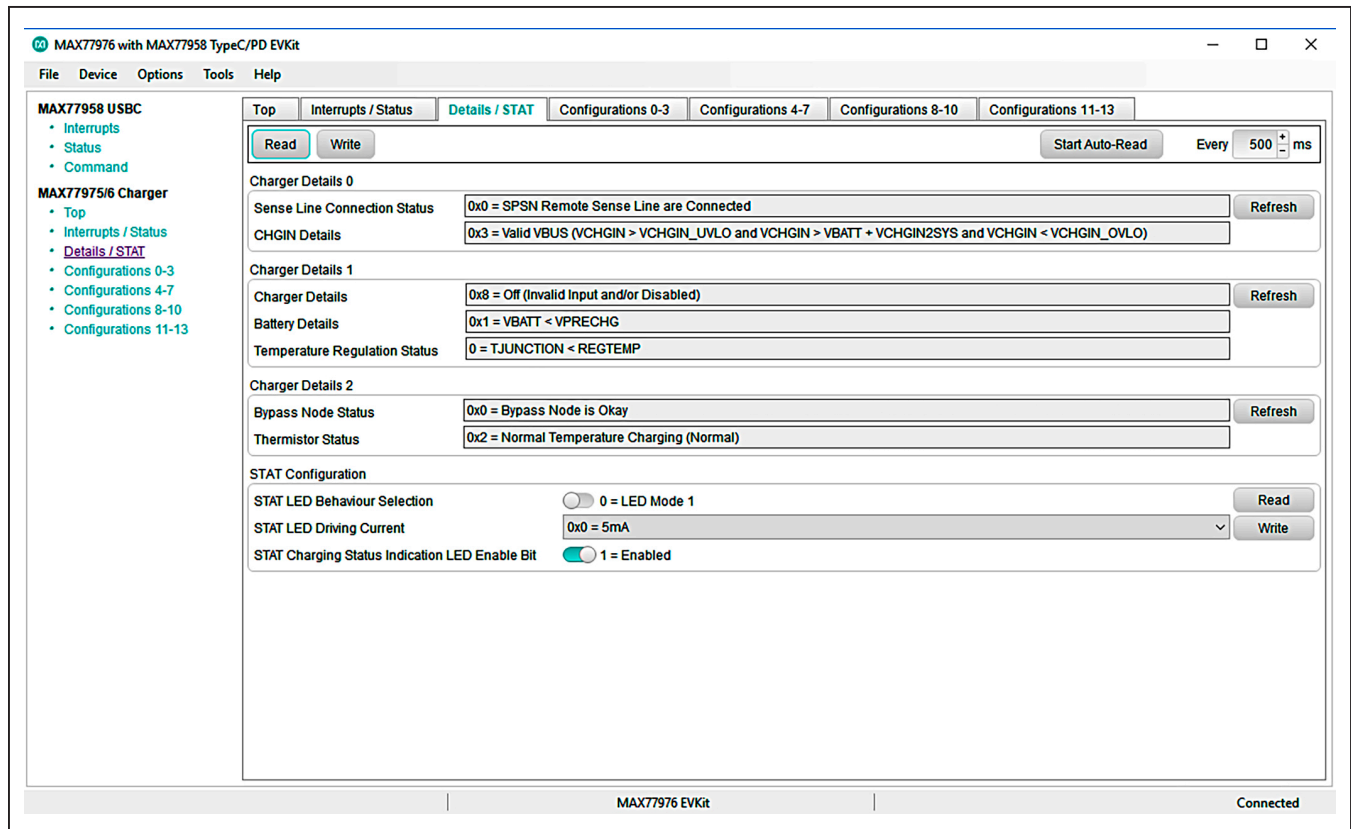 MAX77976 with MAX77958 TypeC/PD EVKit
File Device Options Tools Help
MAX77958 USBC
• Interrupts
• Status
• Command
MAX77975/6 Charger
• Top
• Interrupts / Status
• Details / STAT
• Configurations 0-3
• Configurations 4-7
• Configurations 8-10
• Configurations 11-13
Top Interrupts / Status Details / STAT Configurations 0-3 Configurations 4-7 Configurations 8-10 Configurations 11-13
Read Write Start Auto-Read Every 500 + - ms
Charger Details 0
Sense Line Connection Status 0x0 = SPSN Remote Sense Line are Connected Refresh
CHGIN Details 0x3 = Valid VBUS (VCHGIN > VCHGIN_UVLO and VCHGIN > VBATT + VCHGIN2SYS and VCHGIN < VCHGIN_OVLO)
Charger Details 1
Charger Details 0x8 = Off (Invalid Input and/or Disabled) Refresh
Battery Details 0x1 = VBATT < VPRECHG
Temperature Regulation Status 0 = TJUNCTION < REGTEMP
Charger Details 2
Bypass Node Status 0x0 = Bypass Node is Okay Refresh
Thermistor Status 0x2 = Normal Temperature Charging (Normal)
STAT Configuration
STAT LED Behaviour Selection 0 = LED Mode 1 Read
STAT LED Driving Current 0x0 = 5mA Write
STAT Charging Status Indication LED Enable Bit 1 = Enabled
MAX77976 EVKit Connected